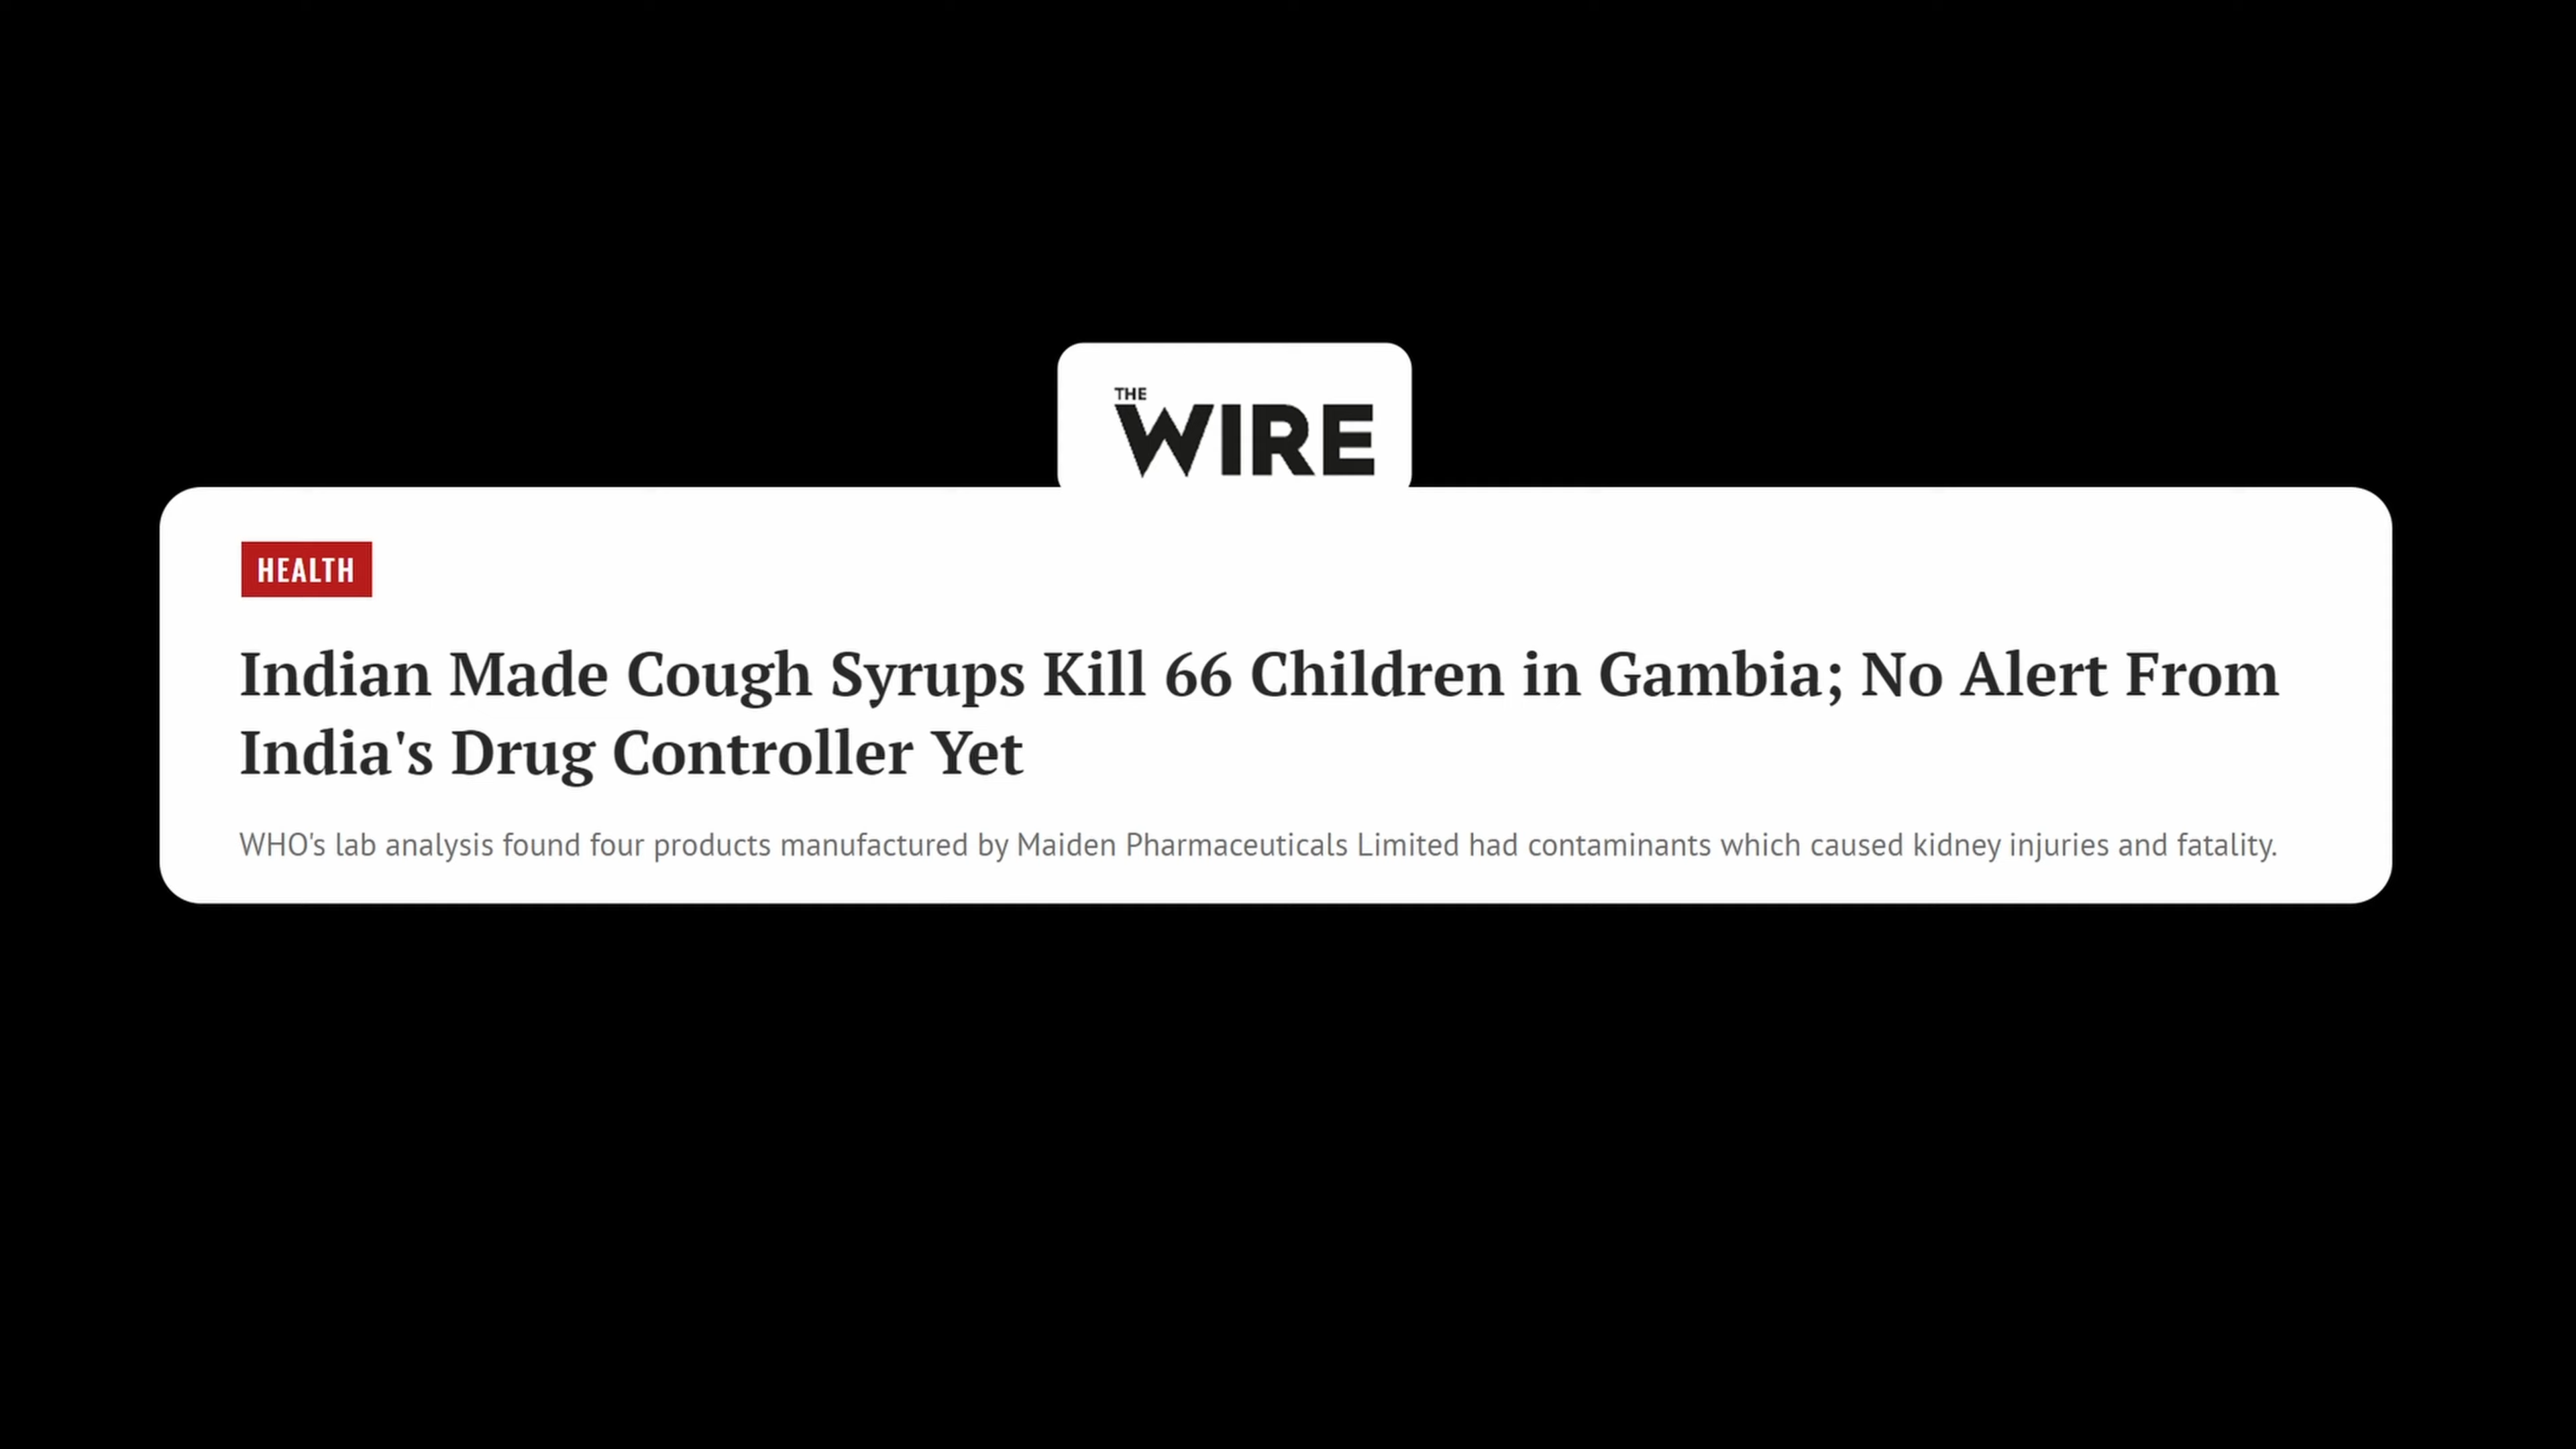 THE
WIRE
HEALTH
Indian Made Cough Syrups Kill 66 Children in Gambia; No Alert From
India's Drug Controller Yet
WHO's lab analysis found four products manufactured by Maiden Pharmaceuticals Limited had contaminants which caused kidney injuries and fatality.